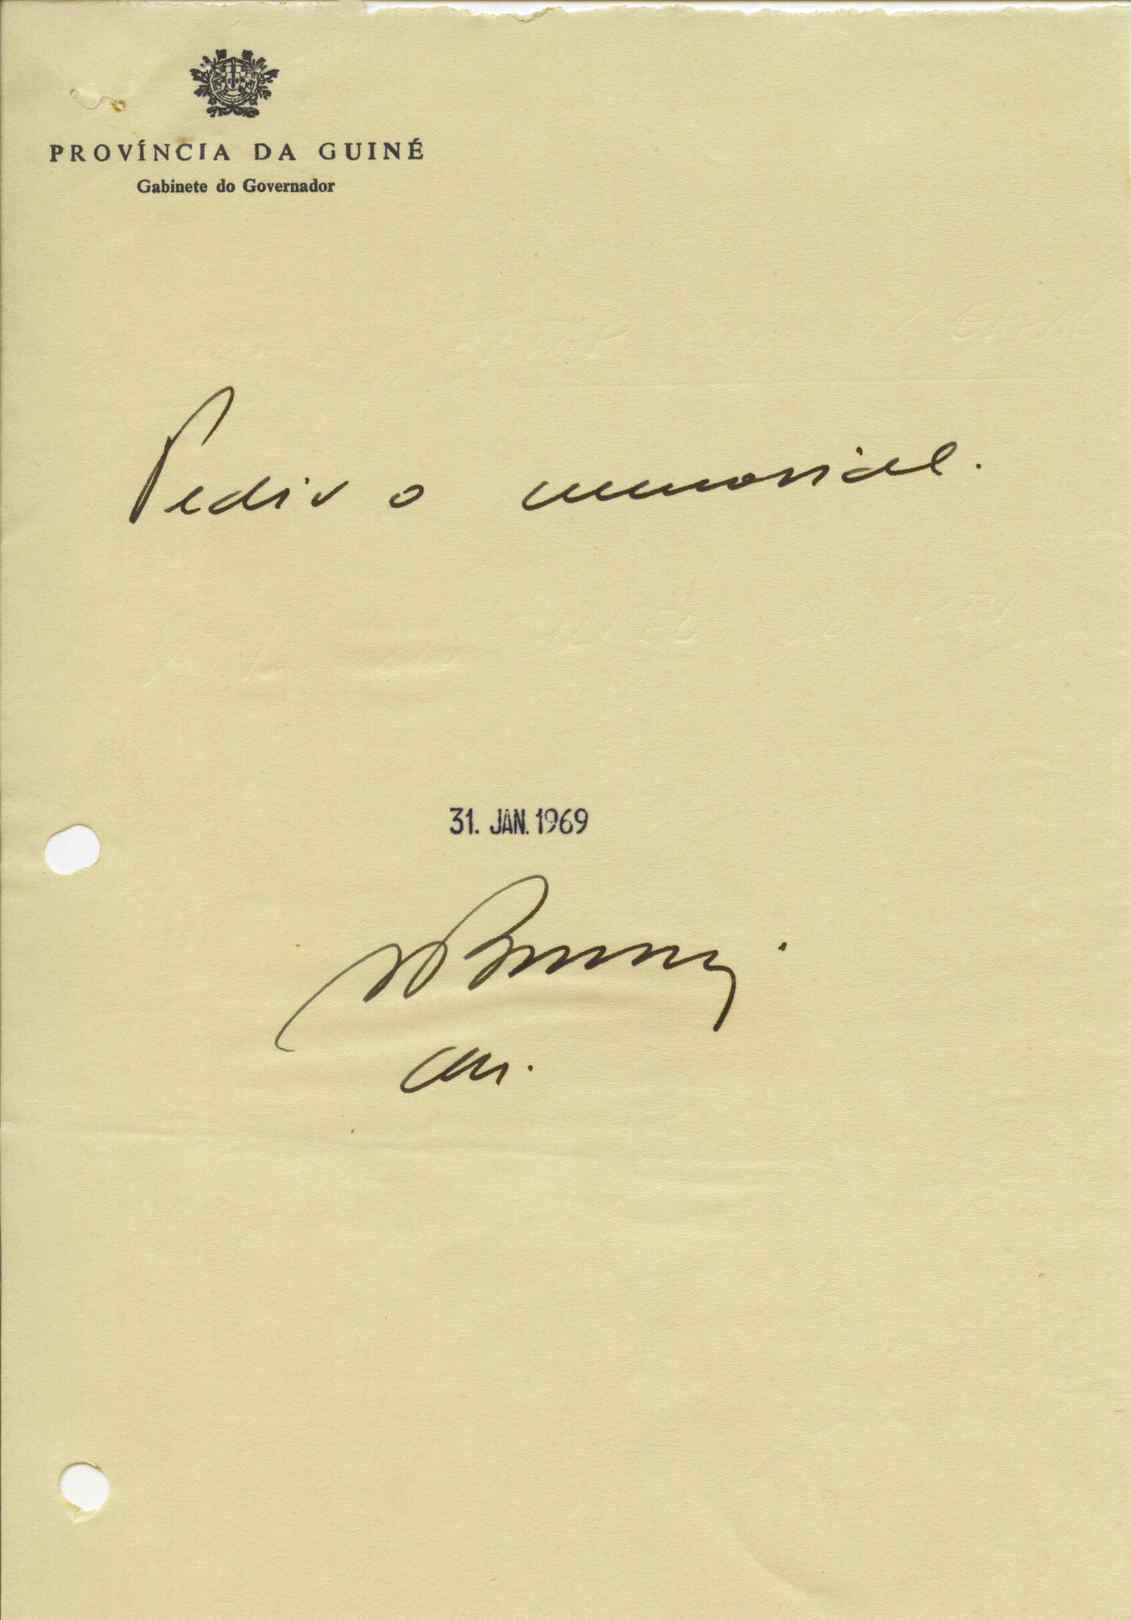 PROVÍNCIA DA GUINÉ
Gabinete do Governador
Pedir o memorial.
31. JAN. 1969